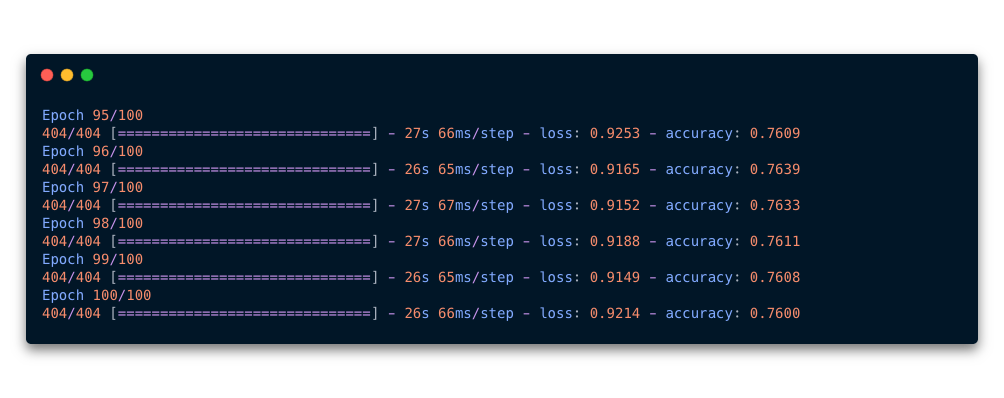 Epoch 95/100
404/404 [==============================] - 27s 66ms/step - loss: 0.9253 - accuracy: 0.7609
Epoch 96/100
404/404 [==============================] - 26s 65ms/step - loss: 0.9165 - accuracy: 0.7639
Epoch 97/100
404/404 [==============================] - 27s 67ms/step - loss: 0.9152 - accuracy: 0.7633
Epoch 98/100
404/404 [==============================] - 27s 66ms/step - loss: 0.9188 - accuracy: 0.7611
Epoch 99/100
404/404 [==============================] - 26s 65ms/step - loss: 0.9149 - accuracy: 0.7608
Epoch 100/100
404/404 [==============================] - 26s 66ms/step - loss: 0.9214 - accuracy: 0.7600